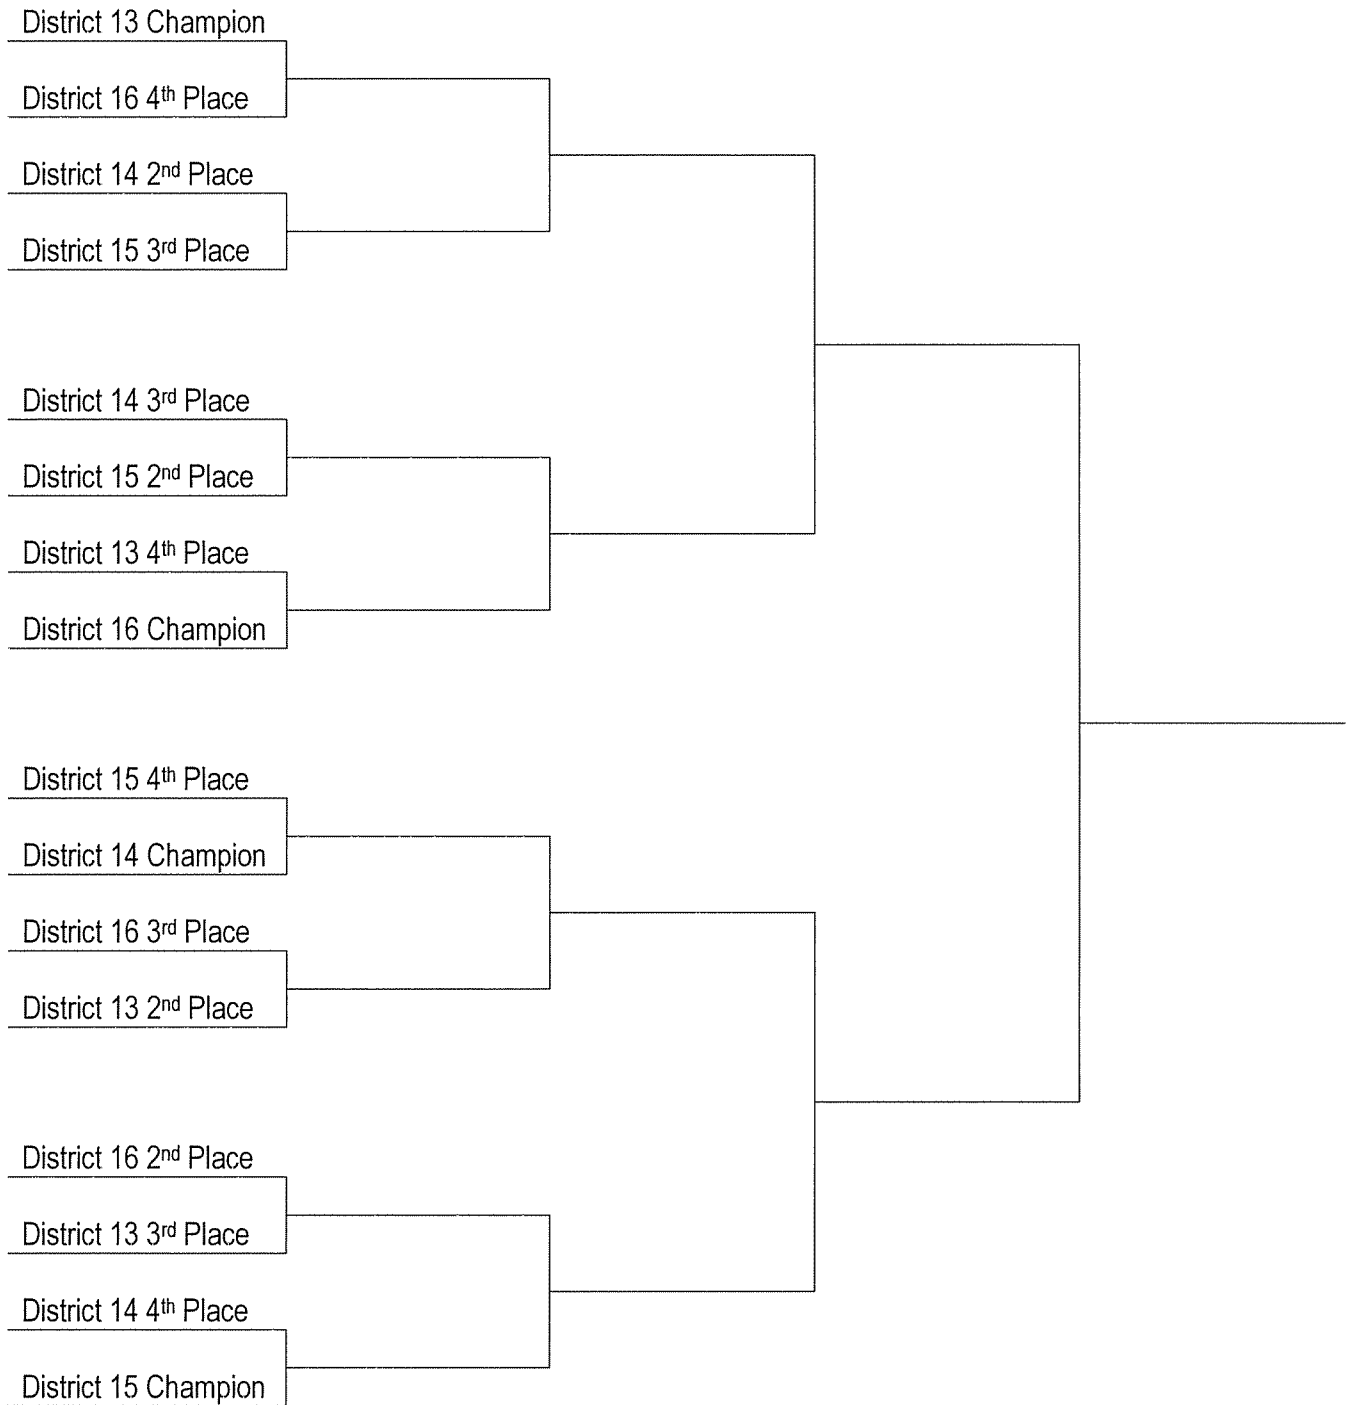 District 13 Champion
District 16 4th Place
District 14 2nd Place
District 15 3rd Place
District 14 3rd Place
District 15 2nd Place
District 13 4th Place
District 16 Champion
District 15 4th Place
District 14 Champion
District 16 3rd Place
District 13 2nd Place
District 16 2nd Place
District 13 3rd Place
District 14 4th Place
District 15 Champion